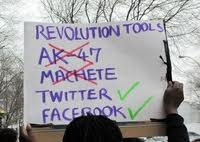 REVOLUTION TOOLS
AK-47
MACHETE
TWITTER ✓
FACEBOOK ✓